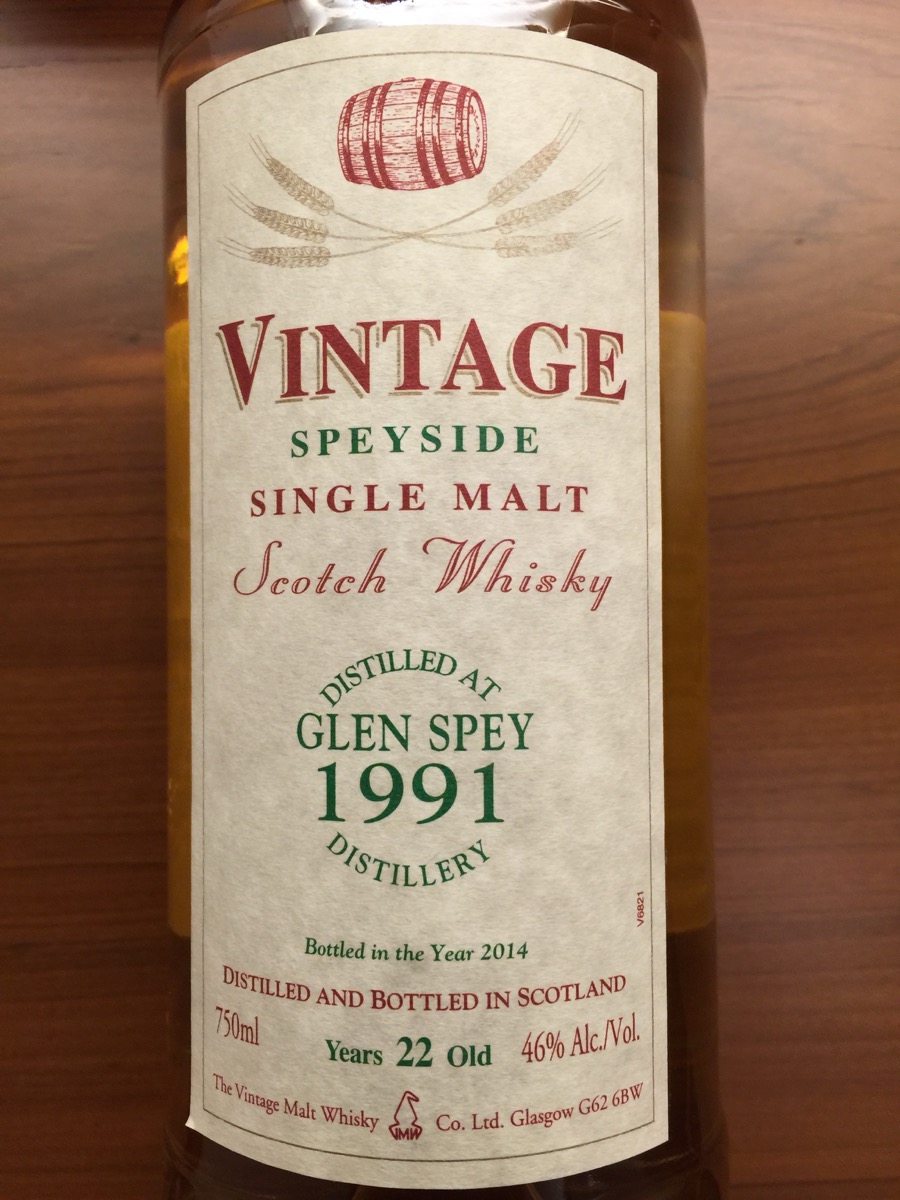 VINTAGE
SPEYSIDE
SINGLE MALT
Scotch Whisky
DISTILLED AT
GLEN SPEY
1991
DISTILLERY
V6821
Bottled in the Year 2014
DISTILLED AND BOTTLED IN SCOTLAND
750ml Years 22 Old 46% Alc./Vol.
The Vintage Malt Whisky VMW Co. Ltd. Glasgow G62 6BW